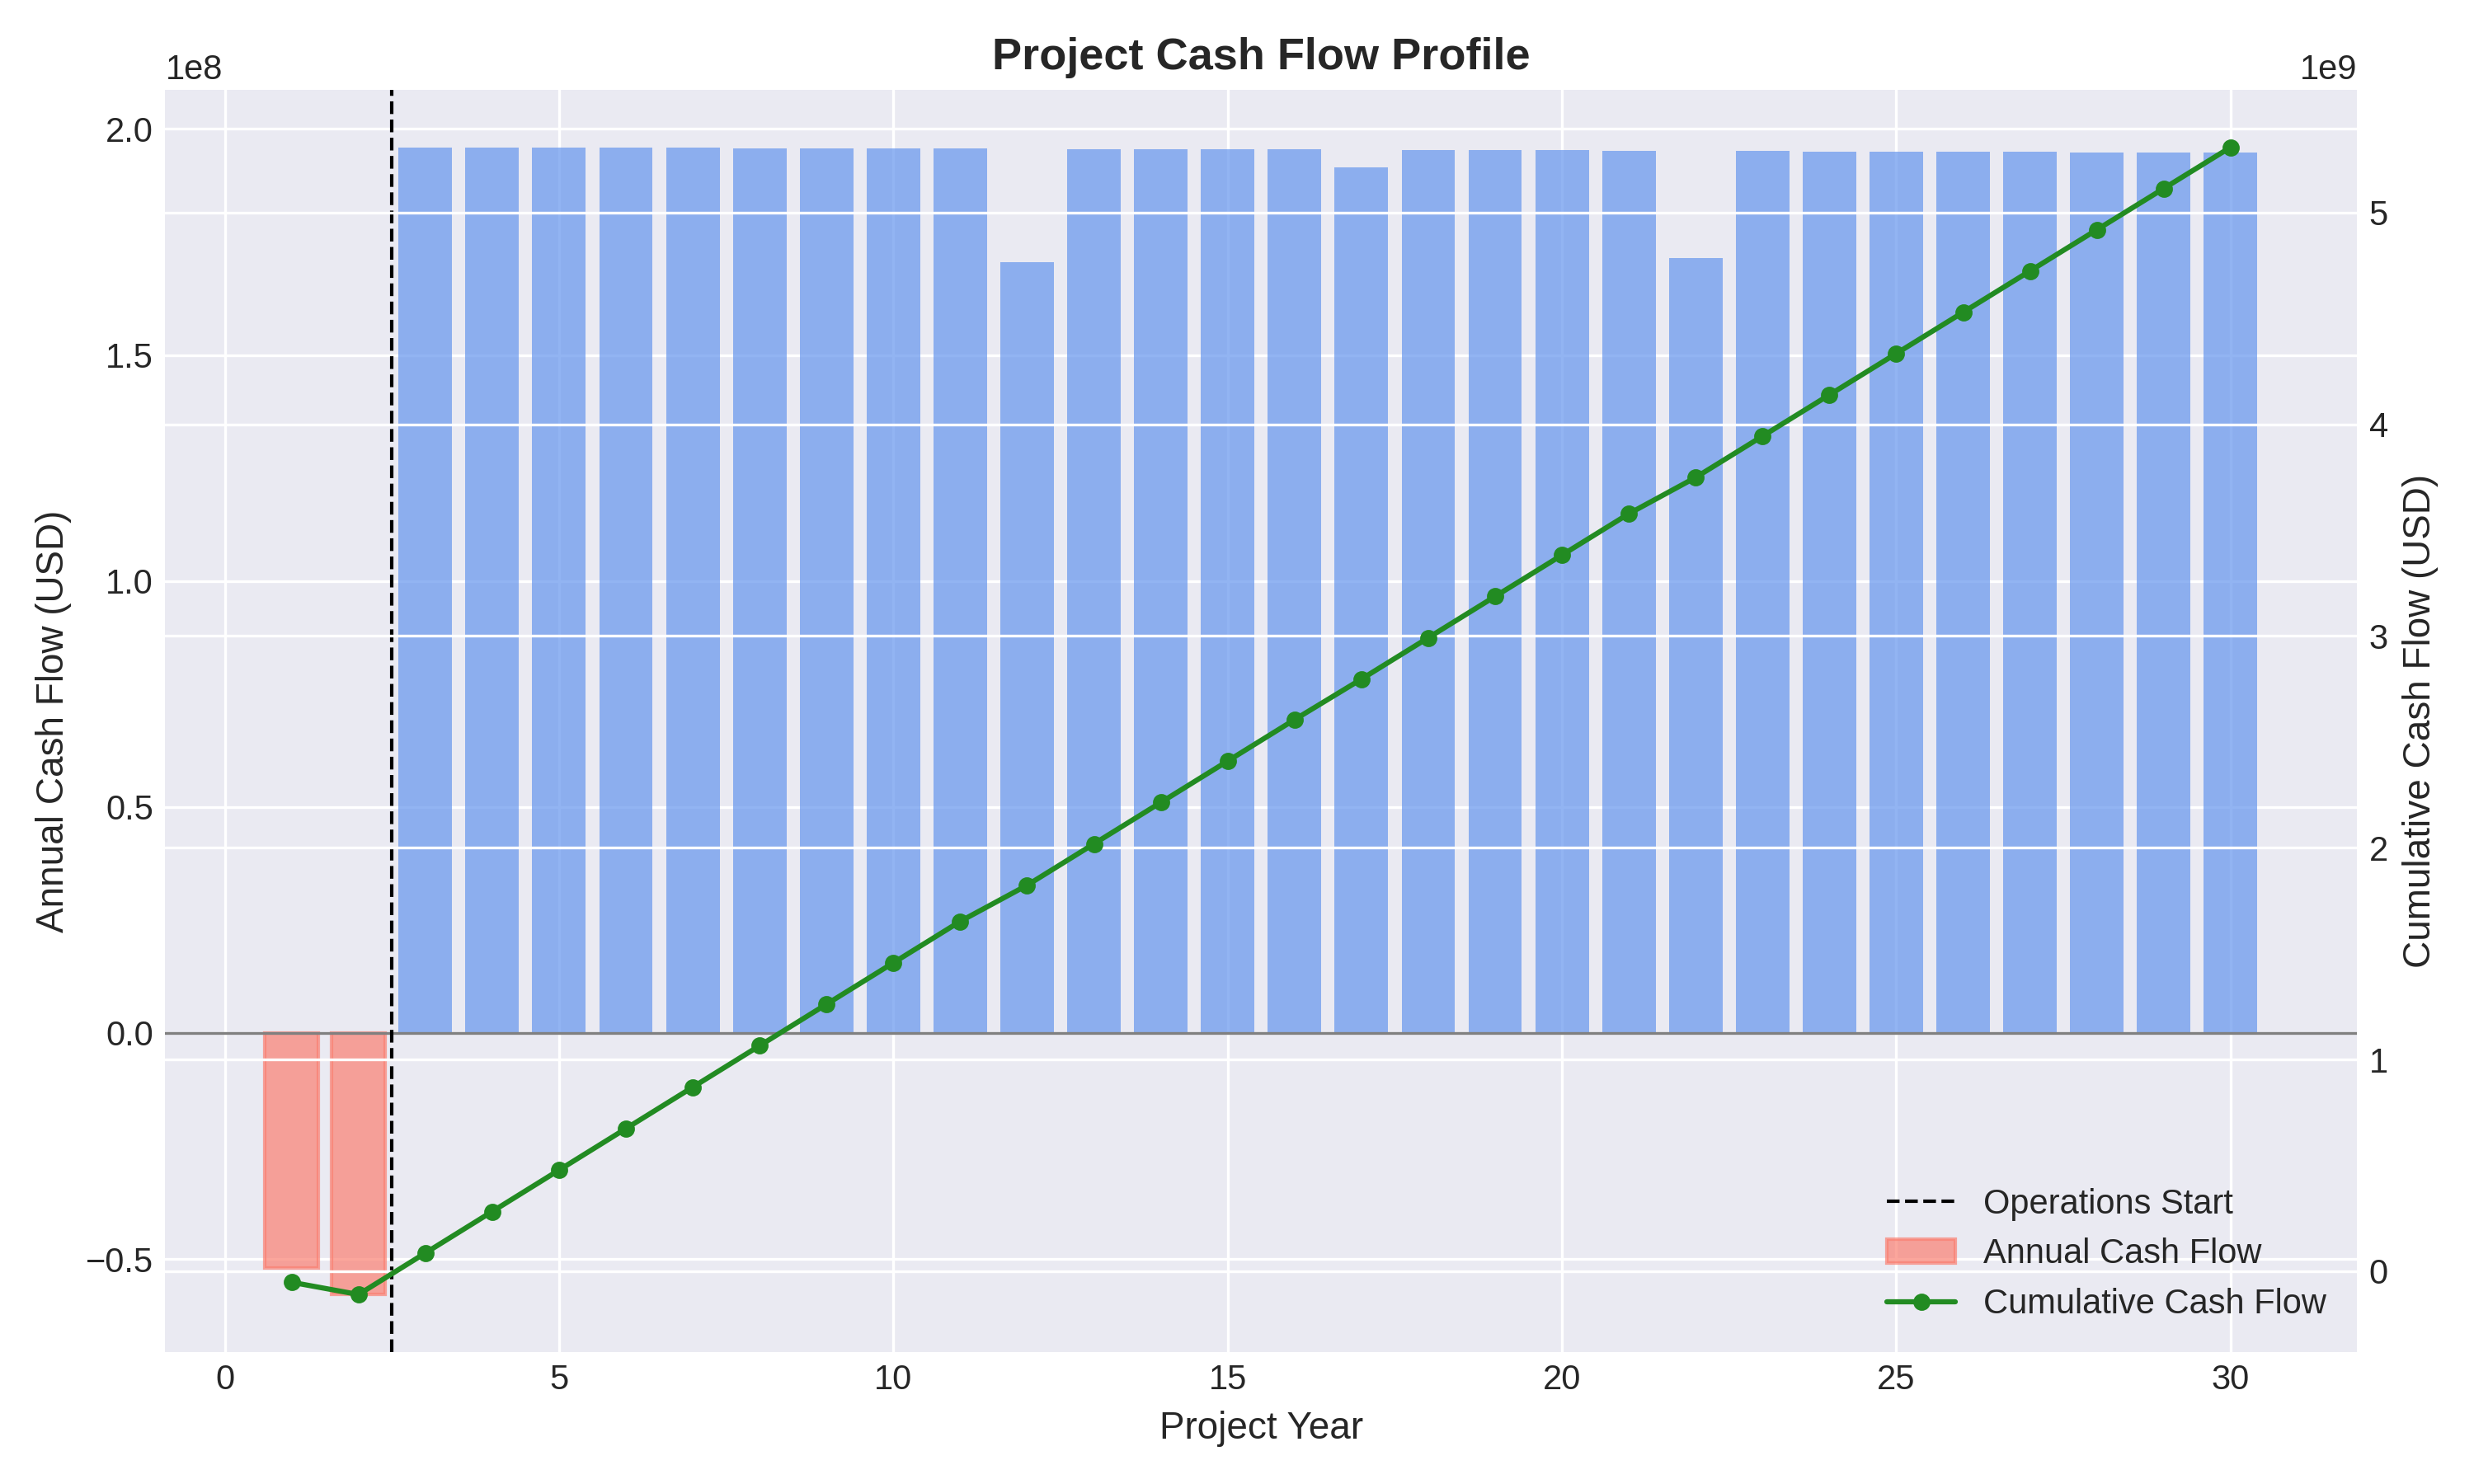 Project Cash Flow Profile
1e8
1e9
2.0
1.5
1.0
0.5
0.0
−0.5
Annual Cash Flow (USD)
5
4
3
2
1
0
Cumulative Cash Flow (USD)
Operations Start
Annual Cash Flow
Cumulative Cash Flow
0 5 10 15 20 25 30
Project Year